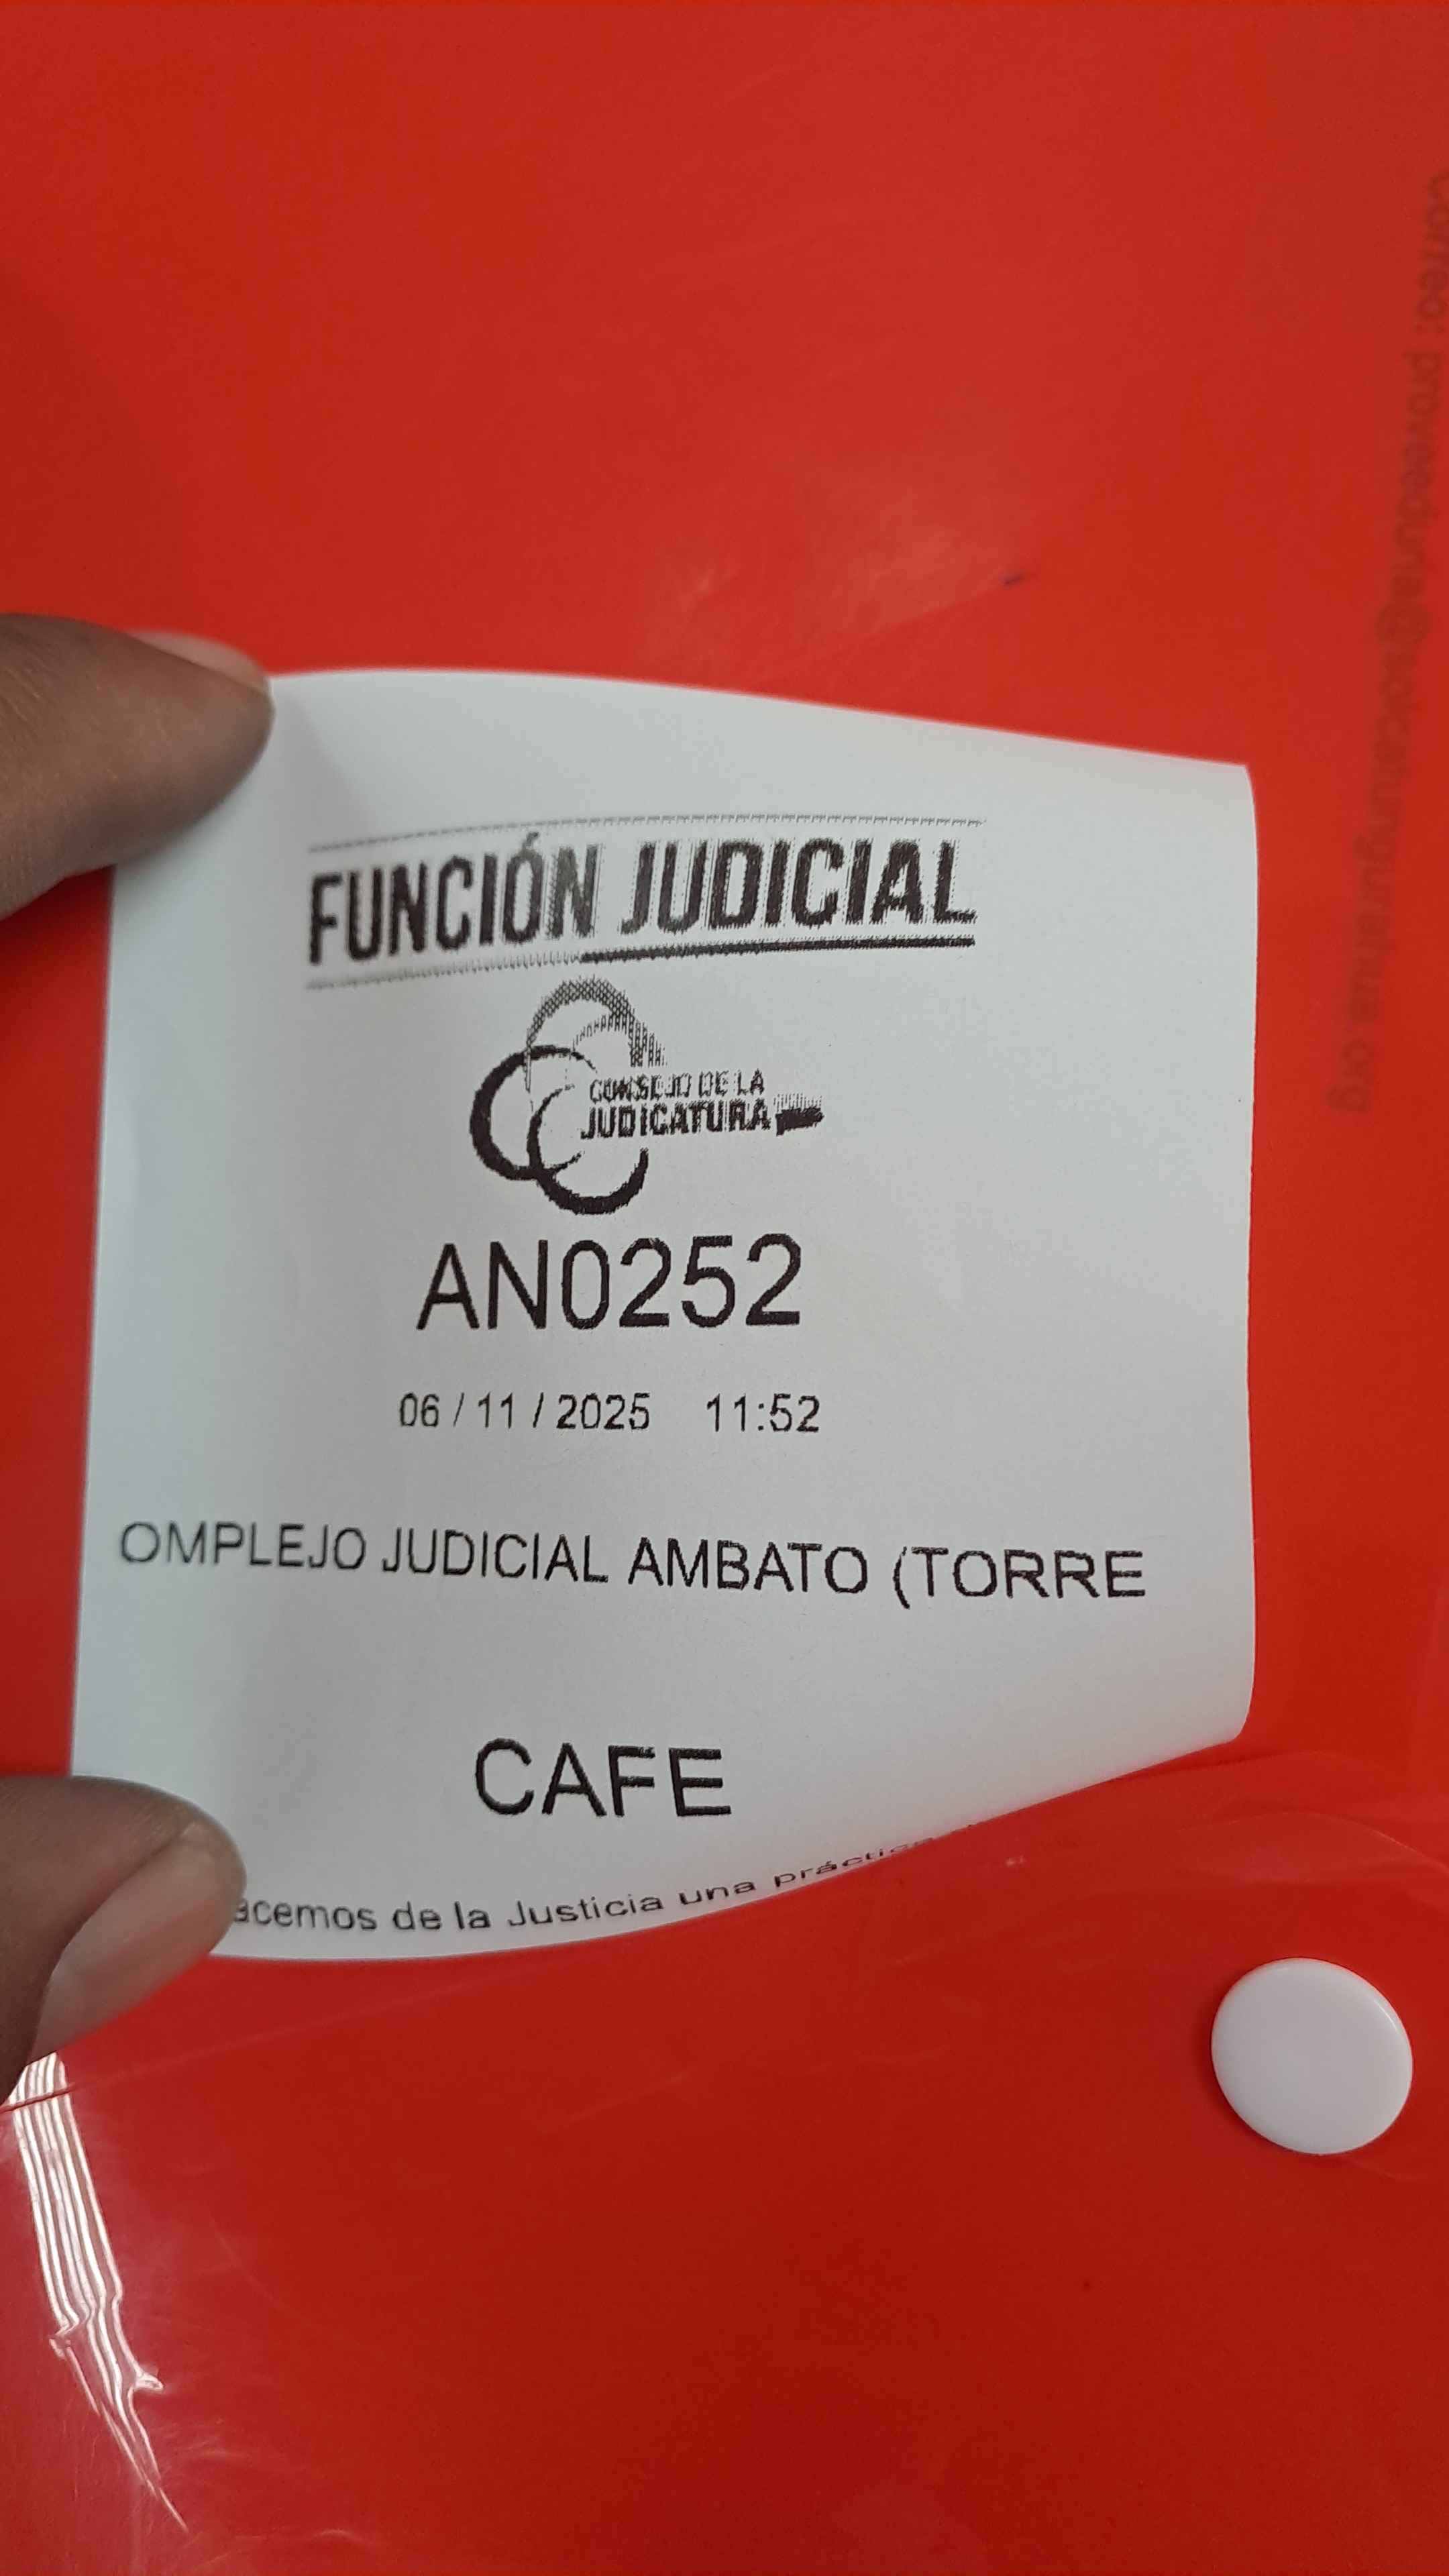 FUNCIÓN JUDICIAL
CONSEJO DE LA
JUDICATURA
AN0252
06 / 11 / 2025 11:52
OMPLEJO JUDICIAL AMBATO (TORRE
CAFE
acemos de la Justicia una práctica